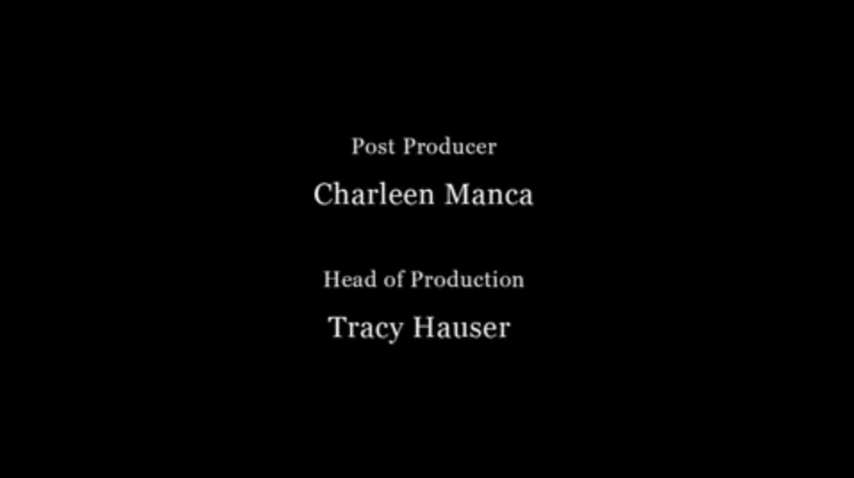 Post Producer
Charleen Manca
Head of Production
Tracy Hauser